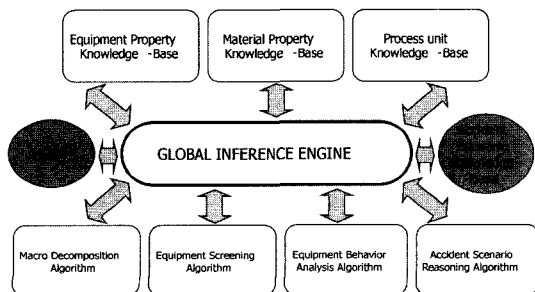 Equipment Property
Knowledge -Base
Material Property
Knowledge -Base
Process unit
Knowledge -Base
GLOBAL INFERENCE ENGINE
Macro Decomposition
Algorithm
Equipment Screening
Algorithm
Equipment Behavior
Analysis Algorithm
Accident Scenario
Reasoning Algorithm